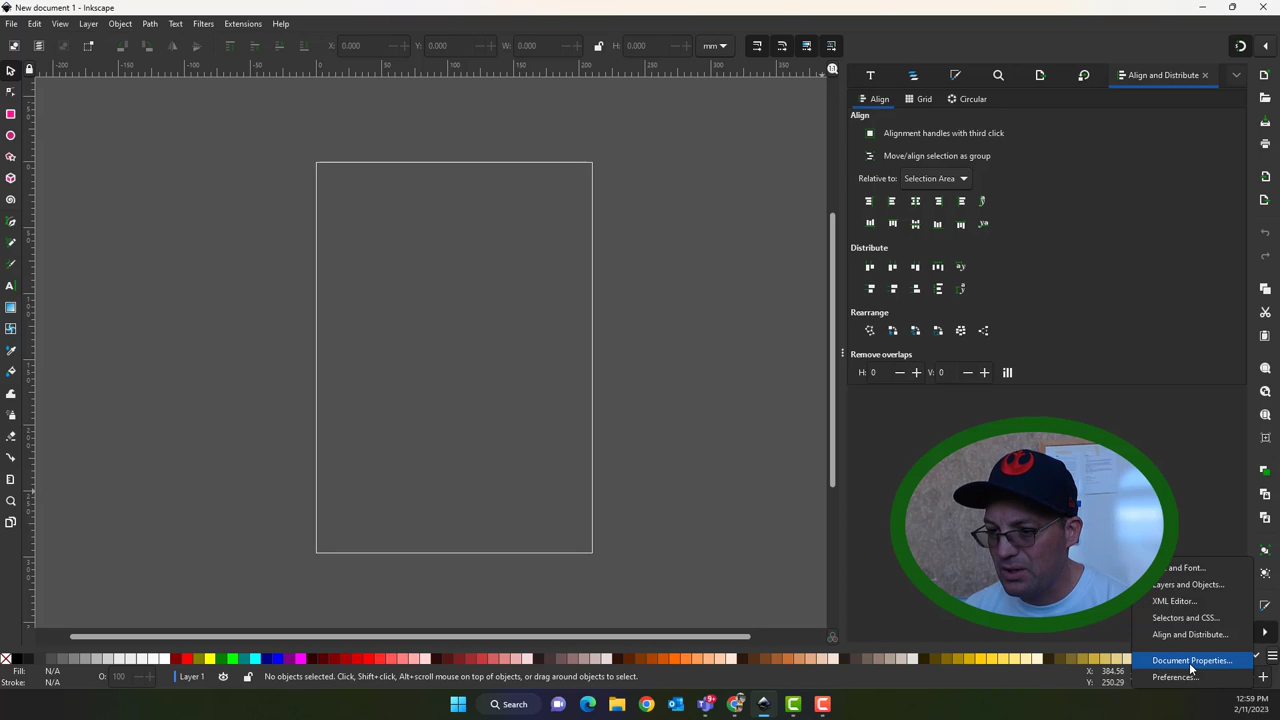 New document 1 - Inkscape
File Edit View Layer Object Path Filters Text Extensions Help
X: 0.000 Y: 0.000 W: 0.000 H: 0.000 mm
Align and Distribute
Align Grid Circular
Align
Alignment handles with third click
Move/align selection as group
Relative to: Selection Area
Distribute
Rearrange
Remove overlaps
H: 0 V: 0
and Font...
Layers and Objects...
XML Editor...
Selectors and CSS...
Align and Distribute...
Document Properties...
Preferences...
Fill: N/A
Stroke: N/A
O: 100
Layer 1
No objects selected. Click, Shift+click, Alt+scroll mouse on top of objects, or drag around objects to select.
X: 384.56
Y: 250.29
Search
12:59 PM
2/11/2023